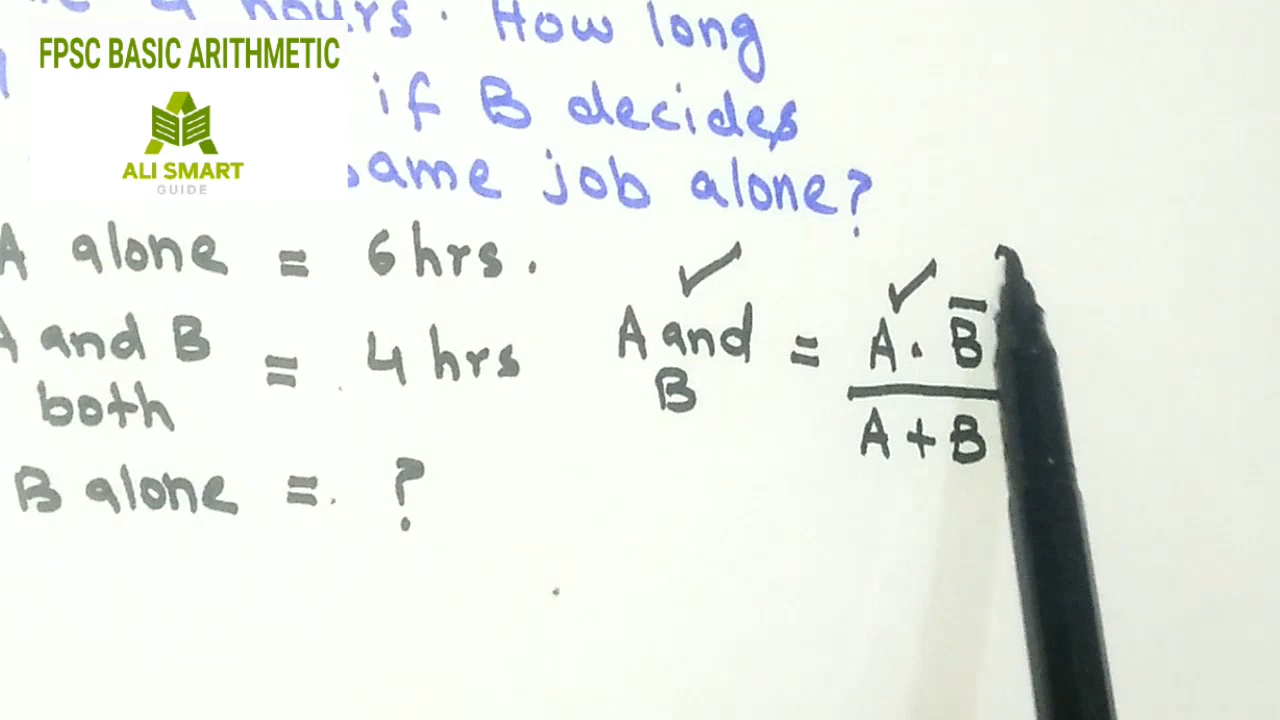 hours. How long
FPSC BASIC ARITHMETIC
if B decides
ALI SMART
GUIDE
same job alone?
A alone = 6 hrs.
A and B both = 4 hrs
B alone = ?
A and B = A · B̅
A + B